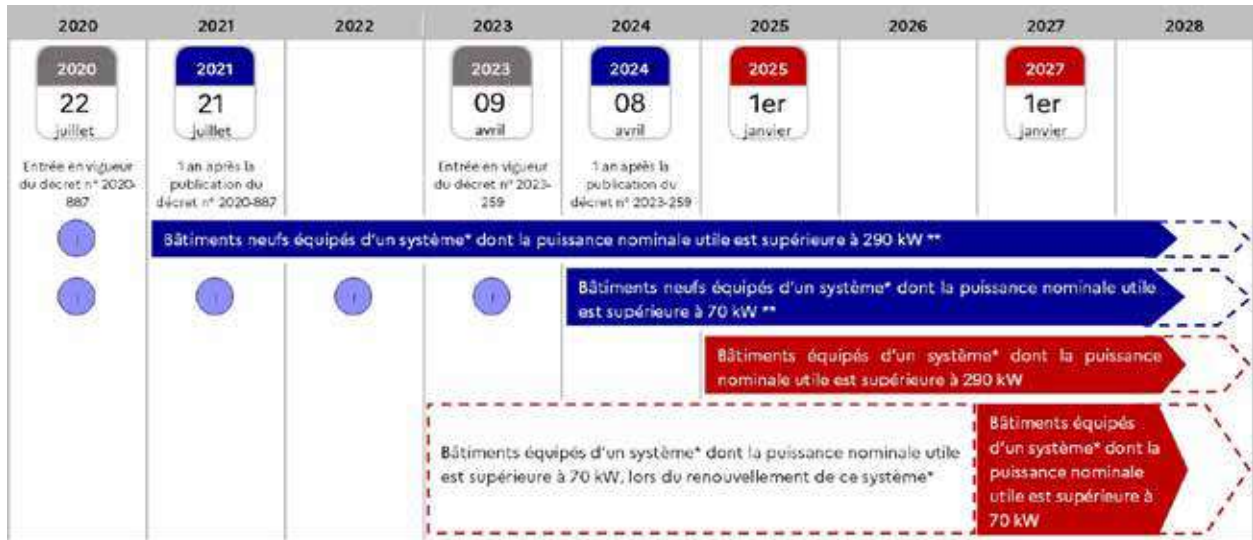 2020 2021 2022 2023 2024 2025 2026 2027 2028
2020 2021 2023 2024 2025 2027
22 21 09 08 1er 1er
juillet juillet avril avril janvier janvier
Entrée en vigueur 1 an après la Entrée en vigueur 1 an après la
du décret n° 2020- publication du du décret n° 2023- publication du
887 décret n° 2020-887 259 décret n° 2023-259
Bâtiments neufs équipés d'un système* dont la puissance nominale utile est supérieure à 290 kW **
Bâtiments neufs équipés d'un système* dont la puissance nominale utile
est supérieure à 70 kW **
Bâtiments équipés d'un système* dont la puissance
nominale utile est supérieure à 290 kW
Bâtiments équipés d'un système* dont la puissance nominale utile
est supérieure à 70 kW, lors du renouvellement de ce système*
Bâtiments équipés
d'un système* dont la
puissance nominale
utile est supérieure à
70 kW